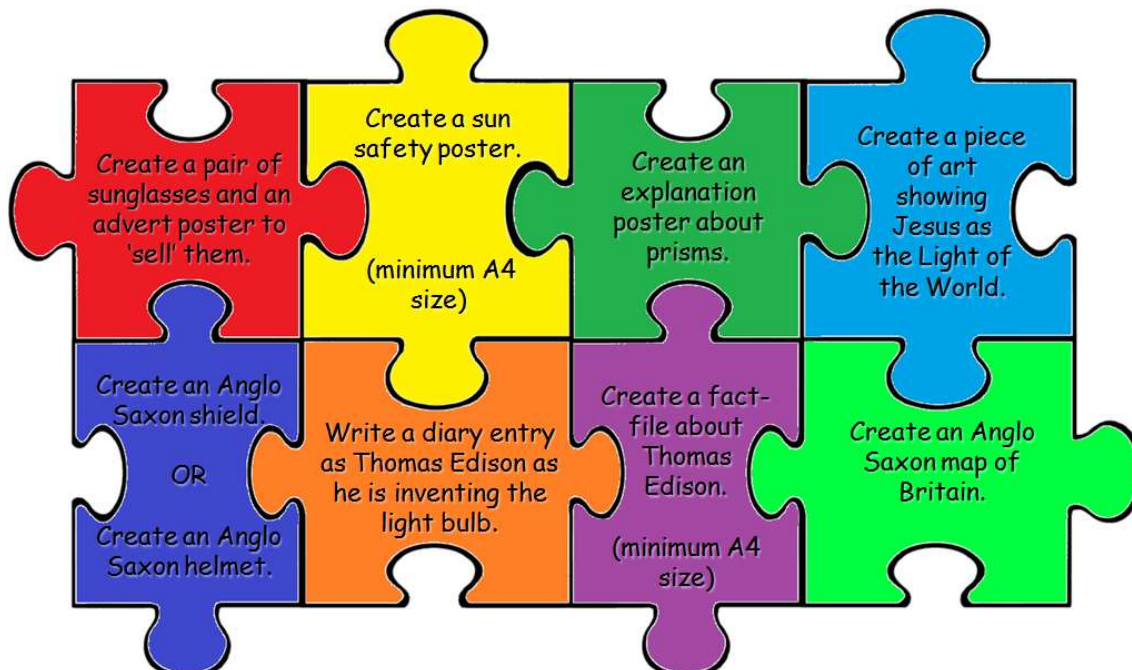 Create a pair of
sunglasses and an
advert poster to
‘sell’ them.
Create a sun
safety poster.
(minimum A4
size)
Create an
explanation
poster about
prisms.
Create a piece
of art
showing
Jesus as
the Light of
the World.
Create an Anglo
Saxon shield.
OR
Create an Anglo
Saxon helmet.
Write a diary entry
as Thomas Edison as
he is inventing the
light bulb.
Create a fact-
file about
Thomas
Edison.
(minimum A4
size)
Create an Anglo
Saxon map of
Britain.